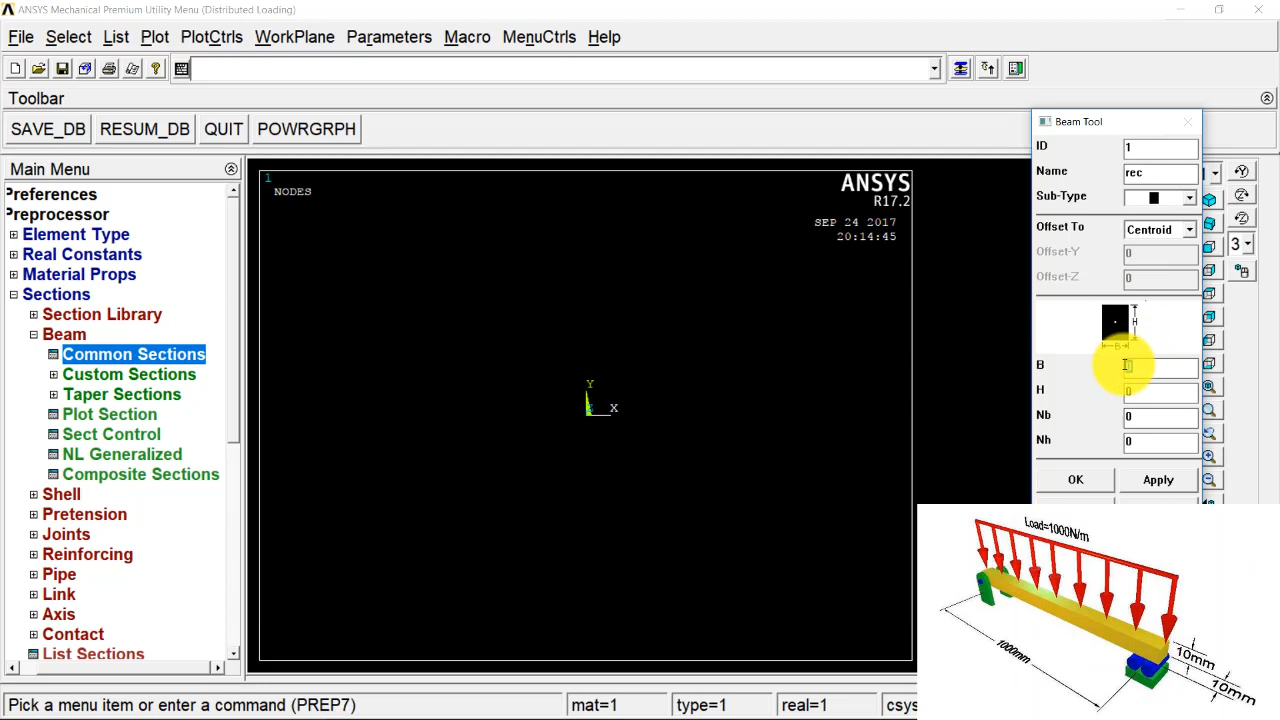 ANSYS Mechanical Premium Utility Menu (Distributed Loading)
File Select List Plot PlotCtrls WorkPlane Parameters Macro MenuCtrls Help
Toolbar
SAVE_DB RESUM_DB QUIT POWRGRPH
Main Menu
Preferences
Preprocessor
Element Type
Real Constants
Material Props
Sections
Section Library
Beam
Common Sections
Custom Sections
Taper Sections
Plot Section
Sect Control
NL Generalized
Composite Sections
Shell
Pretension
Joints
Reinforcing
Pipe
Link
Axis
Contact
List Sections
1
NODES
ANSYS
R17.2
SEP 24 2017
20:14:45
Y
Z
X
Beam Tool
ID 1
Name rec
Sub-Type
Offset To Centroid
Offset-Y 0
Offset-Z 0
H
B
B 0
H 0
Nb 0
Nh 0
OK Apply
3
Load=1000N/m
1000mm
10mm
10mm
Pick a menu item or enter a command (PREP7) mat=1 type=1 real=1 csys